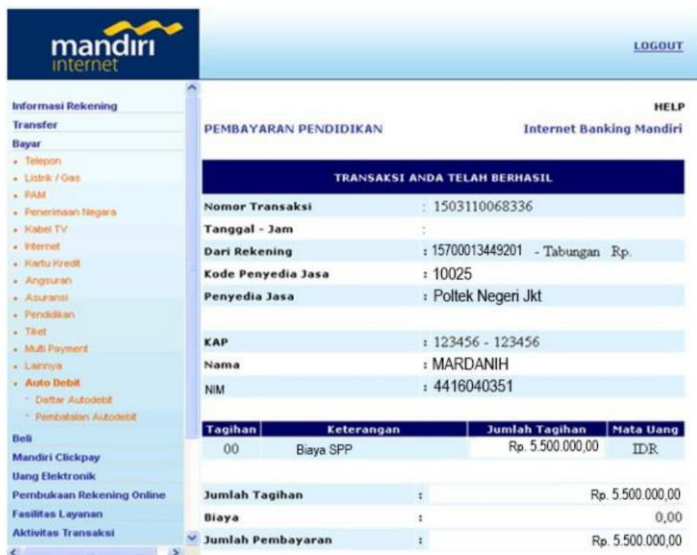 mandiri
internet
LOGOUT
Informasi Rekening
Transfer
Bayar
Telepon
Listrik / Gas
PAM
Penerimaan Negara
Kabel TV
Internet
Kartu Kredit
Angsuran
Asuransi
Pendidikan
Tiket
Multi Payment
Lainnya
Auto Debit
Daftar Autodebit
Pembatalan Autodebit
Beli
Mandiri Clickpay
Uang Elektronik
Pembukaan Rekening Online
Fasilitas Layanan
Aktivitas Transaksi
HELP
PEMBAYARAN PENDIDIKAN Internet Banking Mandiri
TRANSAKSI ANDA TELAH BERHASIL
Nomor Transaksi : 1503110068336
Tanggal - Jam :
Dari Rekening : 15700013449201 - Tabungan Rp.
Kode Penyedia Jasa : 10025
Penyedia Jasa : Poltek Negeri Jkt
KAP : 123456 - 123456
Nama : MARDANIH
NIM : 4416040351
Tagihan Keterangan Jumlah Tagihan Mata Uang
00 Biaya SPP Rp. 5.500.000,00 IDR
Jumlah Tagihan : Rp. 5.500.000,00
Biaya : 0,00
Jumlah Pembayaran : Rp. 5.500.000,00